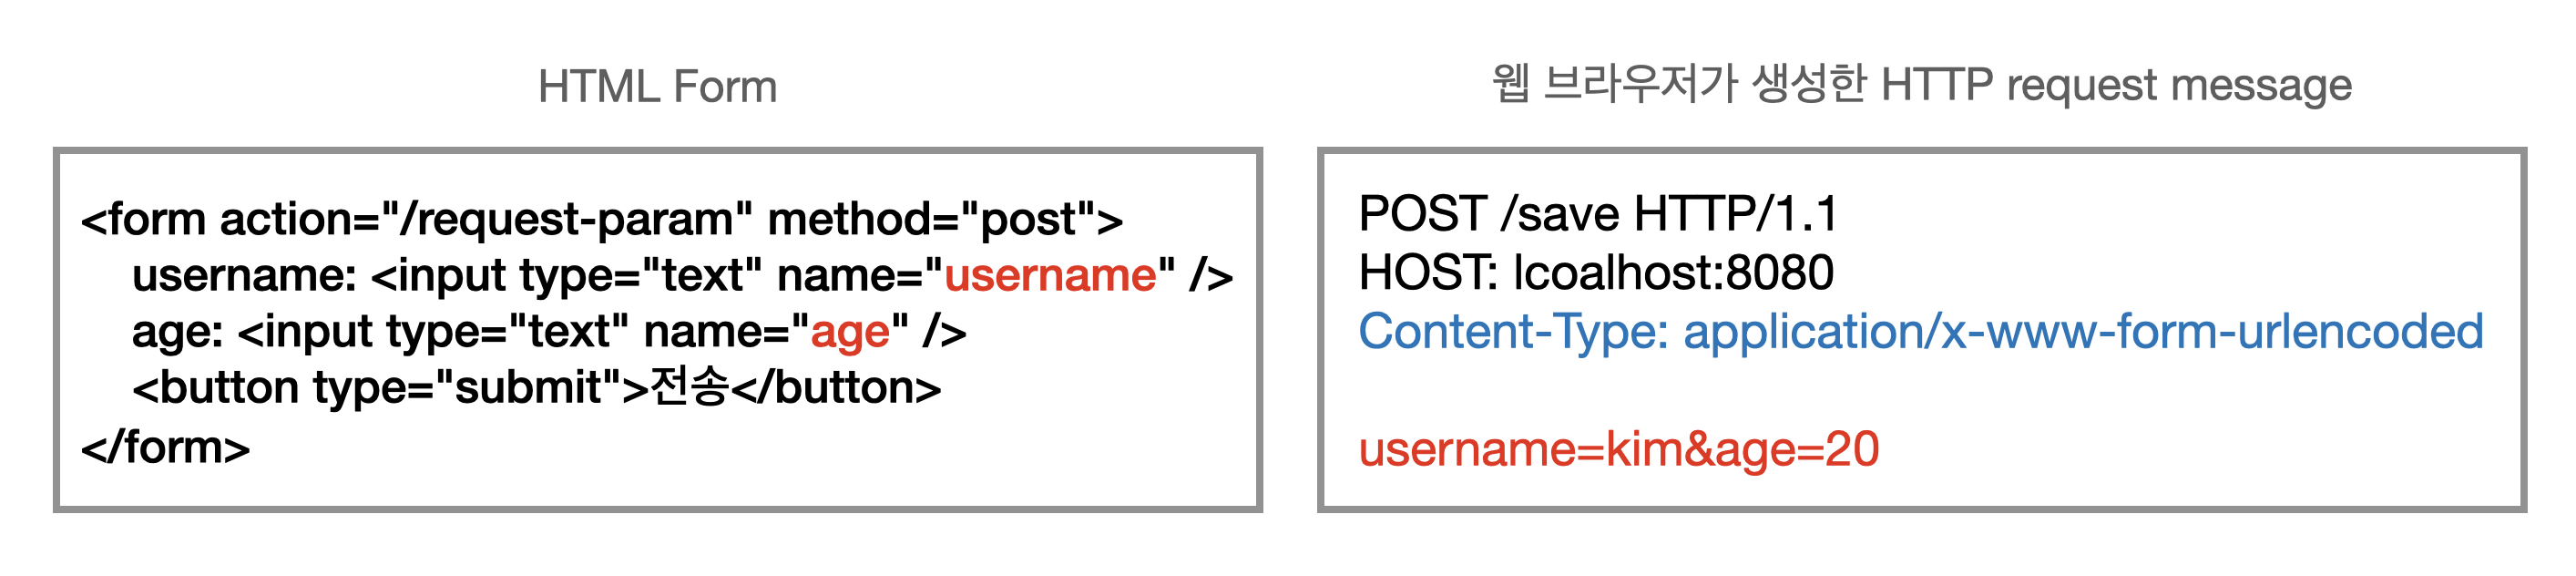 HTML Form
<form action="/request-param" method="post">
username: <input type="text" name="username" />
age: <input type="text" name="age" />
<button type="submit">전송</button>
</form>
웹 브라우저가 생성한 HTTP request message
POST /save HTTP/1.1
HOST: lcoalhost:8080
Content-Type: application/x-www-form-urlencoded
username=kim&age=20